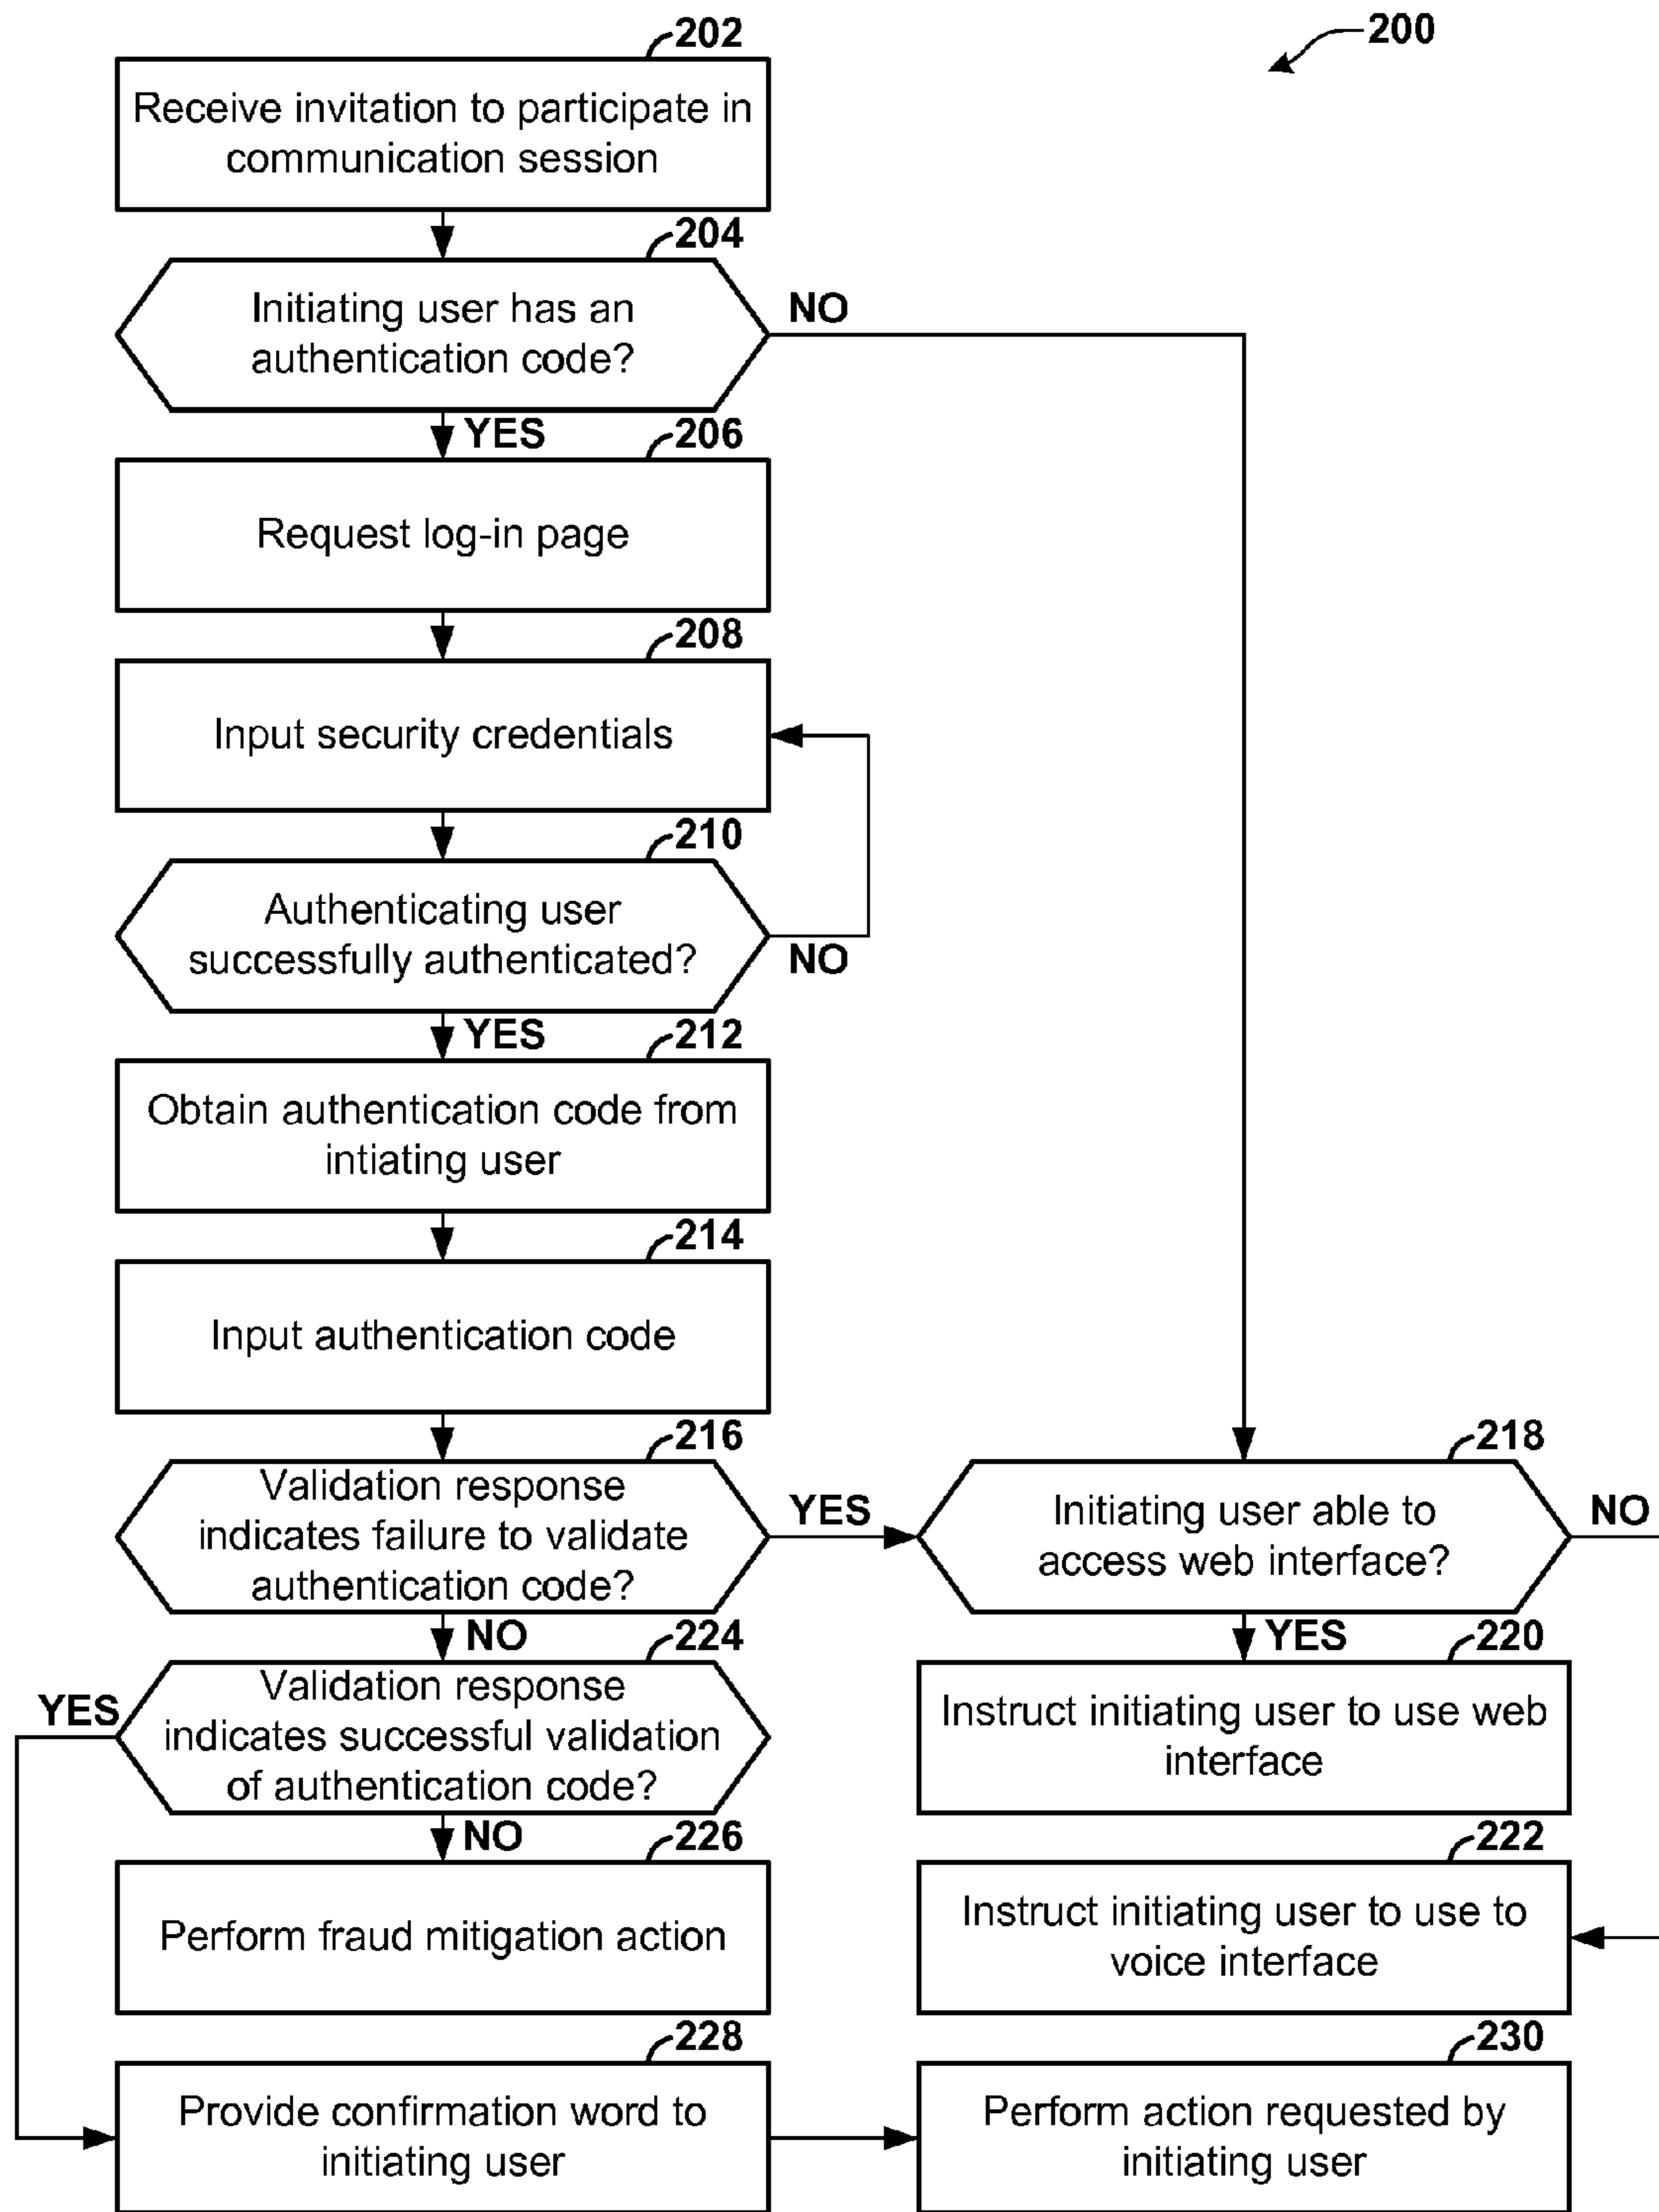 200
202
Receive invitation to participate in
communication session
204
Initiating user has an
authentication code?
NO
YES
206
Request log-in page
208
Input security credentials
210
Authenticating user
successfully authenticated?
NO
YES
212
Obtain authentication code from
intiating user
214
Input authentication code
216
Validation response
indicates failure to validate
authentication code?
YES
218
Initiating user able to
access web interface?
NO
NO
224
YES
220
Validation response
indicates successful validation
of authentication code?
YES
Instruct initiating user to use web
interface
NO
226
222
Perform fraud mitigation action
Instruct initiating user to use to
voice interface
228
Provide confirmation word to
initiating user
230
Perform action requested by
initiating user